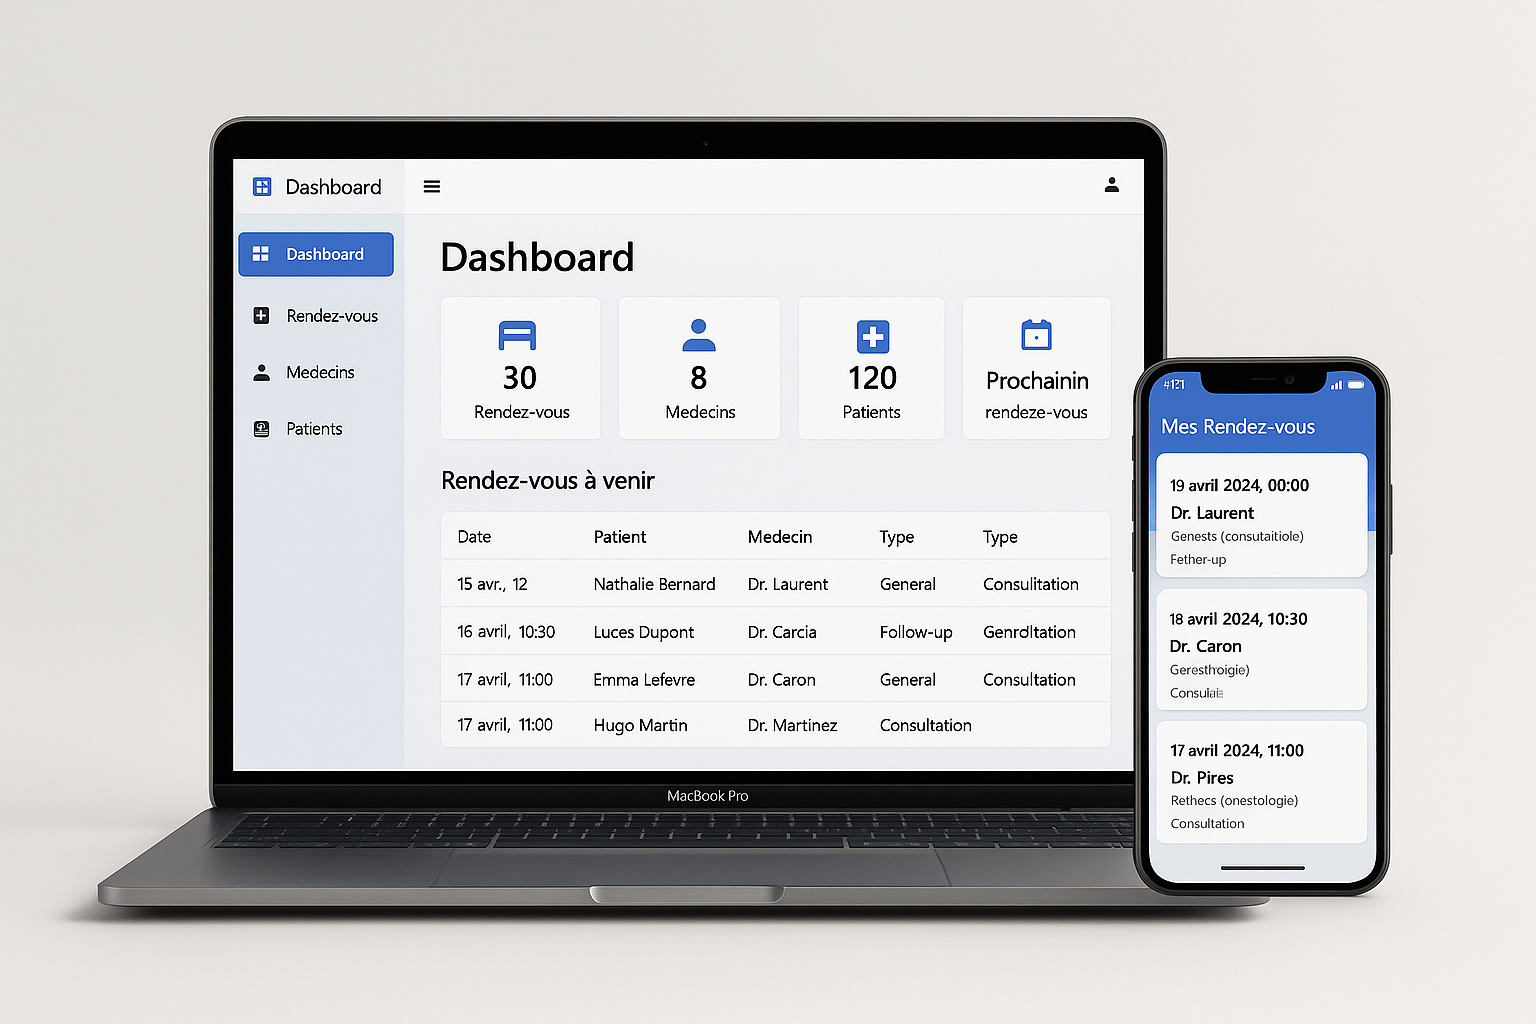 Dashboard
Dashboard
Rendez-vous
Medecins
Patients
Dashboard
30
Rendez-vous
8
Medecins
120
Patients
Prochainin
rendeze-vous
Rendez-vous à venir
Date Patient Medecin Type Type
15 avr., 12 Nathalie Bernard Dr. Laurent General Consulitation
16 avril, 10:30 Luces Dupont Dr. Carcia Follow-up Genrdltation
17 avril, 11:00 Emma Lefevre Dr. Caron General Consultation
17 avril, 11:00 Hugo Martin Dr. Martinez Consultation
MacBook Pro
Mes Rendez-vous
19 avril 2024, 00:00
Dr. Laurent
Genests (consutaitiole)
Fether-up
18 avril 2024, 10:30
Dr. Caron
17 avril 2024, 11:00
Dr. Pires
Rethecs (onestologie)
Consultation